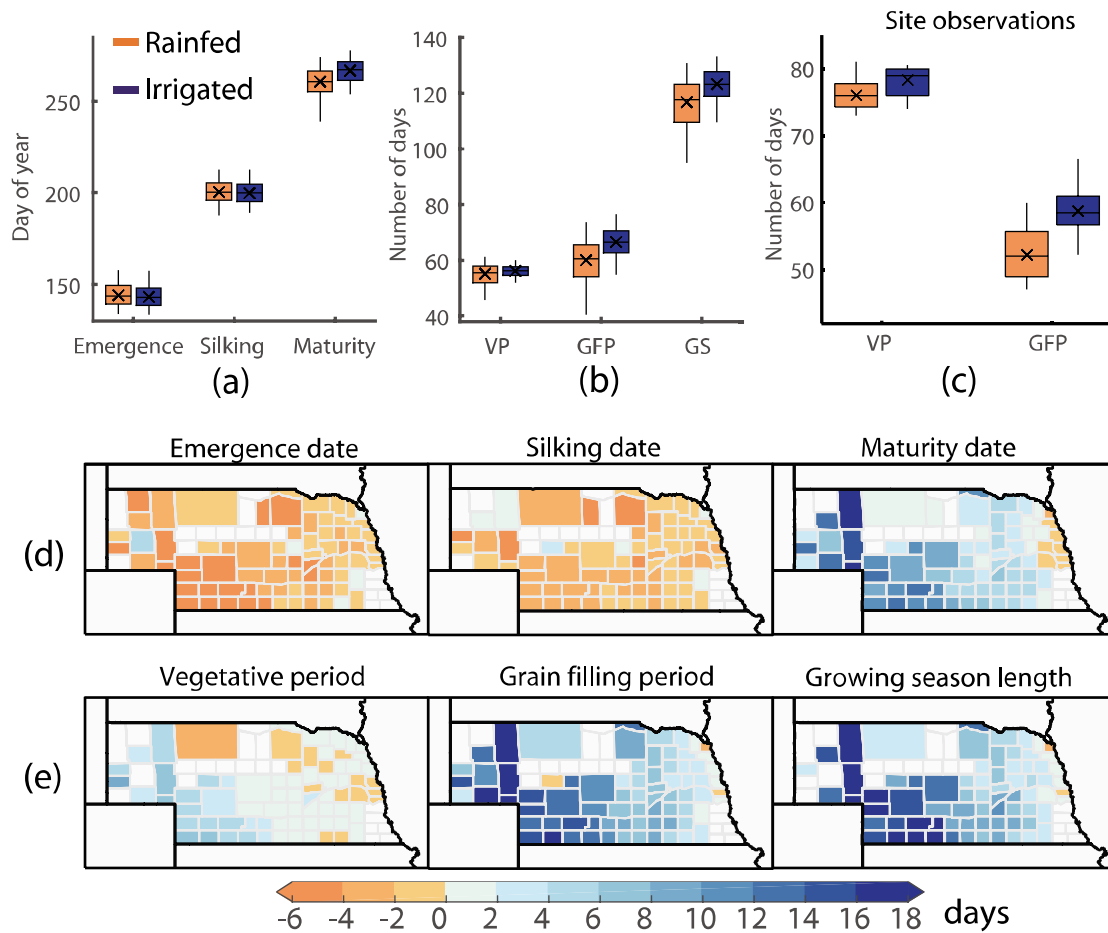 Site observations
Rainfed
Irrigated
Day of year
250
200
150
Emergence Silking Maturity
(a)
Number of days
140
120
100
80
60
40
VP GFP GS
(b)
Number of days
80
70
60
50
VP GFP
(c)
Emergence date Silking date Maturity date
(d)
Vegetative period Grain filling period Growing season length
(e)
-6 -4 -2 0 2 4 6 8 10 12 14 16 18 days